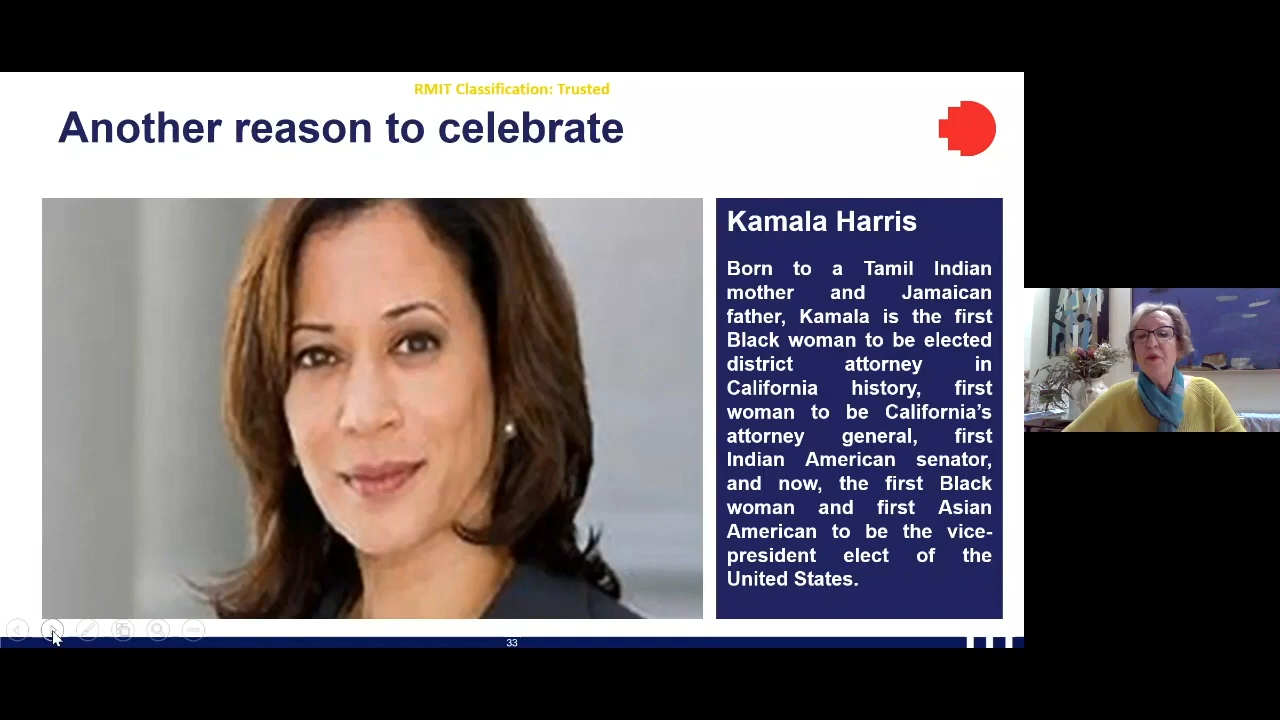 RMIT Classification: Trusted
Another reason to celebrate
Kamala Harris
Born to a Tamil Indian
mother and Jamaican
father, Kamala is the first
Black woman to be elected
district attorney in
California history, first
woman to be California’s
attorney general, first
Indian American senator,
and now, the first Black
woman and first Asian
American to be the vice-
president elect of the
United States.
33